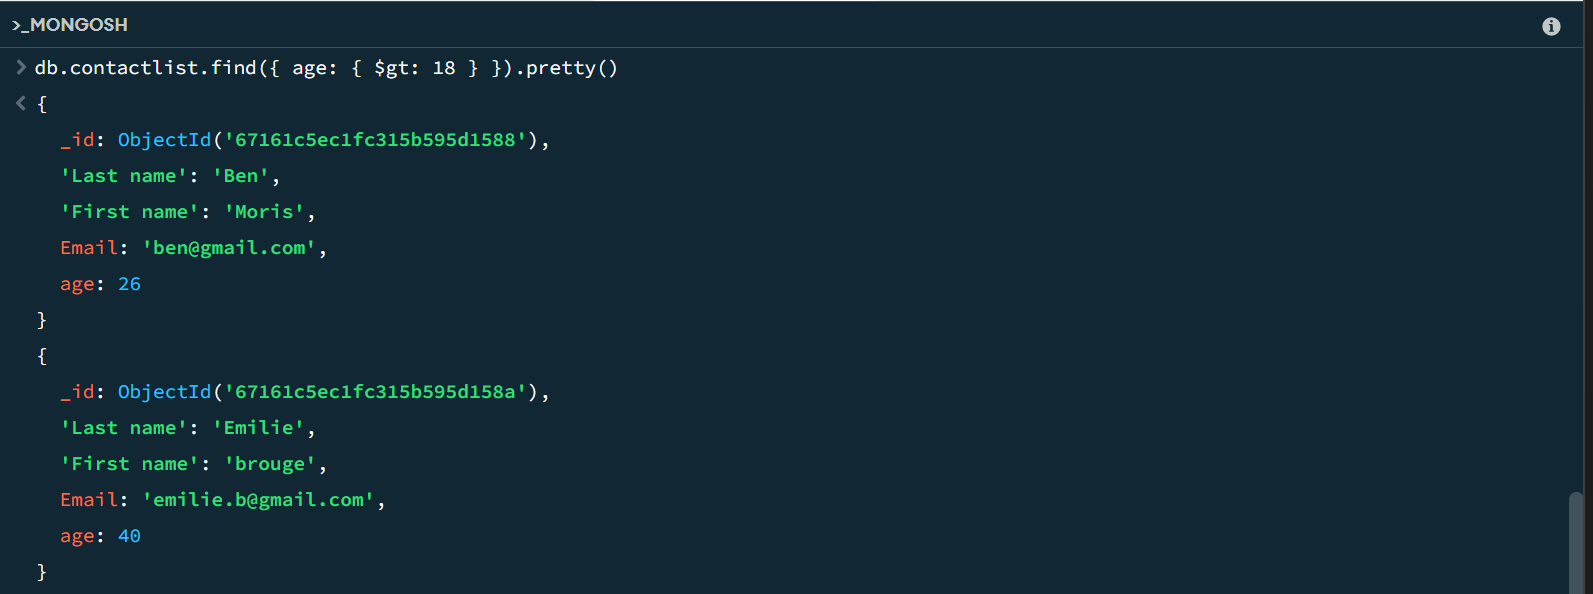 >_MONGOSH
> db.contactlist.find({ age: { $gt: 18 } }).pretty()
< {
_id: ObjectId('67161c5ec1fc315b595d1588'),
'Last name': 'Ben',
'First name': 'Moris',
Email: 'ben@gmail.com',
age: 26
}
{
_id: ObjectId('67161c5ec1fc315b595d158a'),
'Last name': 'Emilie',
'First name': 'brouge',
Email: 'emilie.b@gmail.com',
age: 40
}